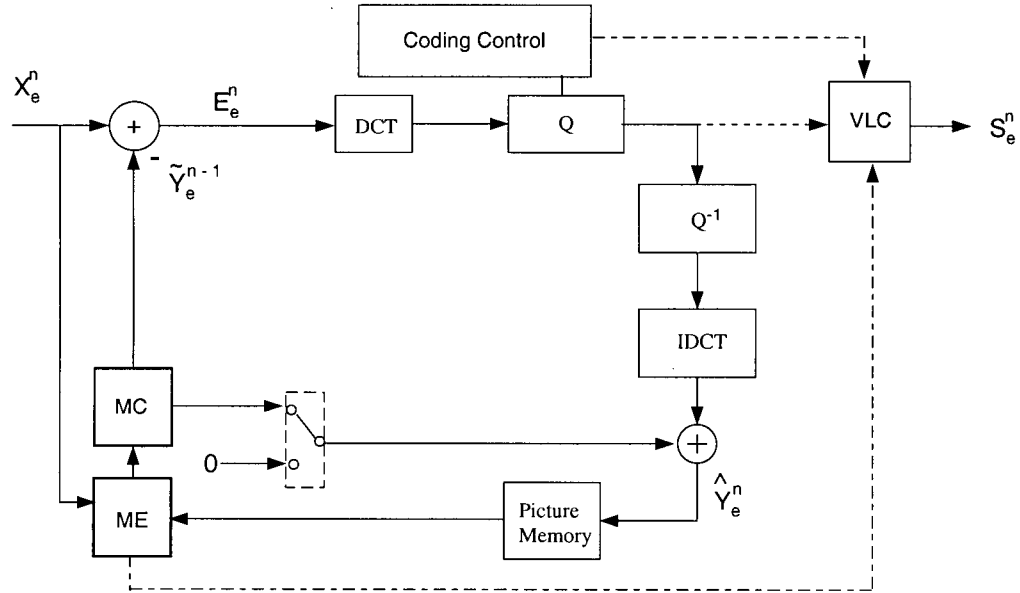 Coding Control
X_e^n
E_e^n
+
DCT
Q
VLC
S_e^n
-
Ỹ_e^{n-1}
Q^{-1}
IDCT
MC
0
+
Ŷ_e^n
ME
Picture
Memory